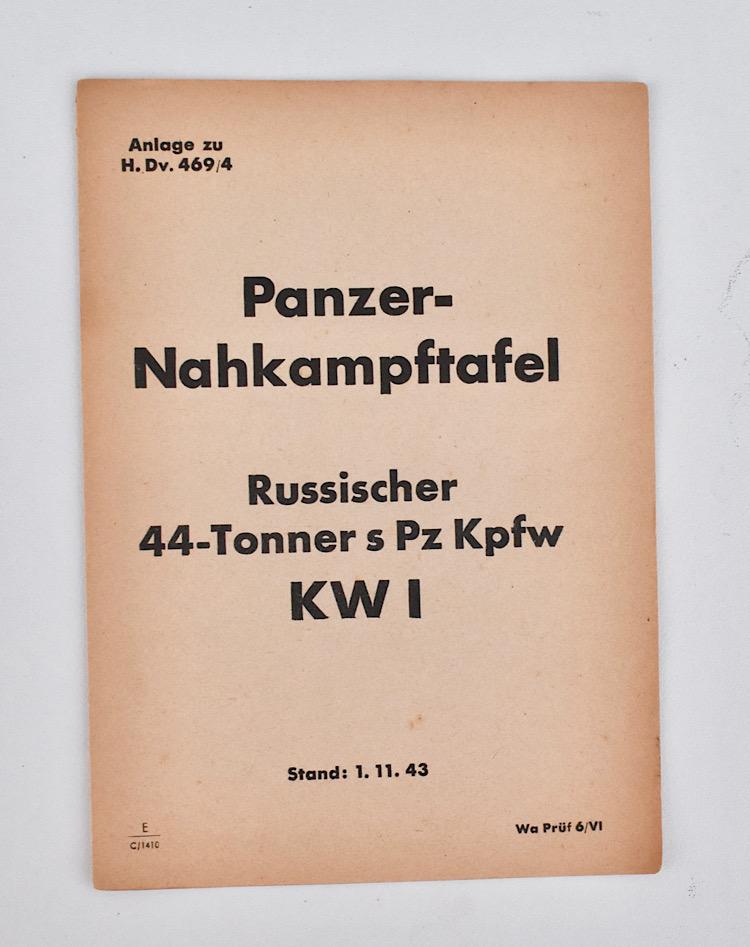 Anlage zu
H. Dv. 469/4
Panzer-
Nahkampftafel
Russischer
44-Tonner s Pz Kpfw
KW I
Stand: 1. 11. 43
E
C/1410
Wa Prüf 6/VI